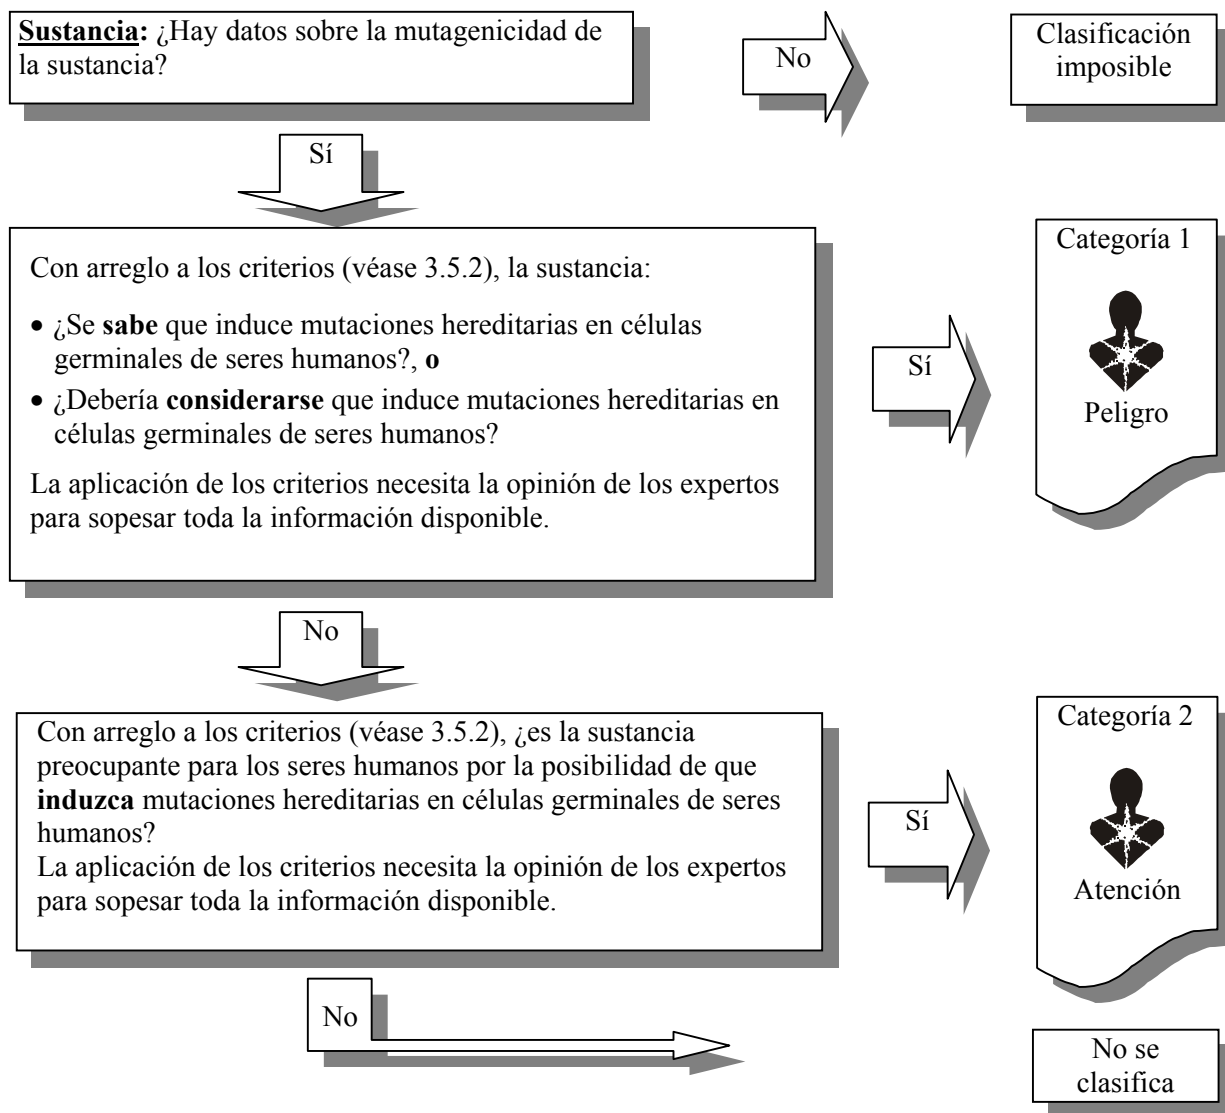 Sustancia: ¿Hay datos sobre la mutagenicidad de
la sustancia?
No
Clasificación
imposible
Sí
Con arreglo a los criterios (véase 3.5.2), la sustancia:
• ¿Se sabe que induce mutaciones hereditarias en células
germinales de seres humanos?, o
• ¿Debería considerarse que induce mutaciones hereditarias en
células germinales de seres humanos?
La aplicación de los criterios necesita la opinión de los expertos
para sopesar toda la información disponible.
Sí
Categoría 1
Peligro
No
Con arreglo a los criterios (véase 3.5.2), ¿es la sustancia
preocupante para los seres humanos por la posibilidad de que
induzca mutaciones hereditarias en células germinales de seres
humanos?
La aplicación de los criterios necesita la opinión de los expertos
para sopesar toda la información disponible.
Sí
Categoría 2
Atención
No
No se
clasifica